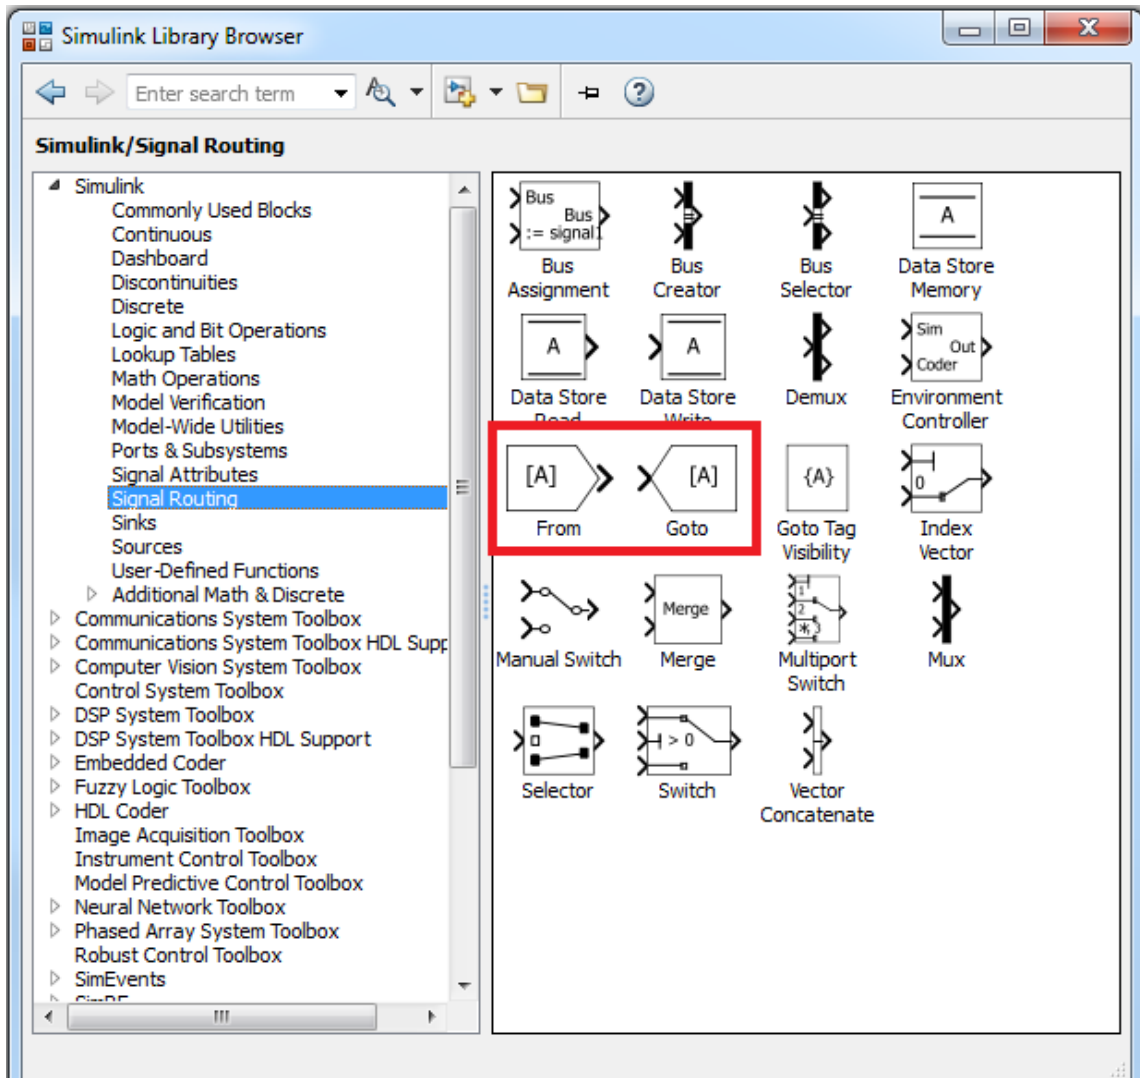 Simulink Library Browser
Enter search term
Simulink/Signal Routing
Simulink
Commonly Used Blocks
Continuous
Dashboard
Discontinuities
Discrete
Logic and Bit Operations
Lookup Tables
Math Operations
Model Verification
Model-Wide Utilities
Ports & Subsystems
Signal Attributes
Signal Routing
Sinks
Sources
User-Defined Functions
Additional Math & Discrete
Communications System Toolbox
Communications System Toolbox HDL Supp
Computer Vision System Toolbox
Control System Toolbox
DSP System Toolbox
DSP System Toolbox HDL Support
Embedded Coder
Fuzzy Logic Toolbox
HDL Coder
Image Acquisition Toolbox
Instrument Control Toolbox
Model Predictive Control Toolbox
Neural Network Toolbox
Phased Array System Toolbox
Robust Control Toolbox
SimEvents
Bus
Bus
:= signal1
Bus
Assignment
Bus
Creator
Bus
Selector
A
Data Store
Memory
A
Data Store
Read
A
Data Store
Write
Demux
Sim
Out
Coder
Environment
Controller
[A]
From
[A]
Goto
{A}
Goto Tag
Visibility
0
Index
Vector
Manual Switch
Merge
Merge
1
2
*, 3
Multiport
Switch
Mux
Selector
> 0
Switch
Vector
Concatenate